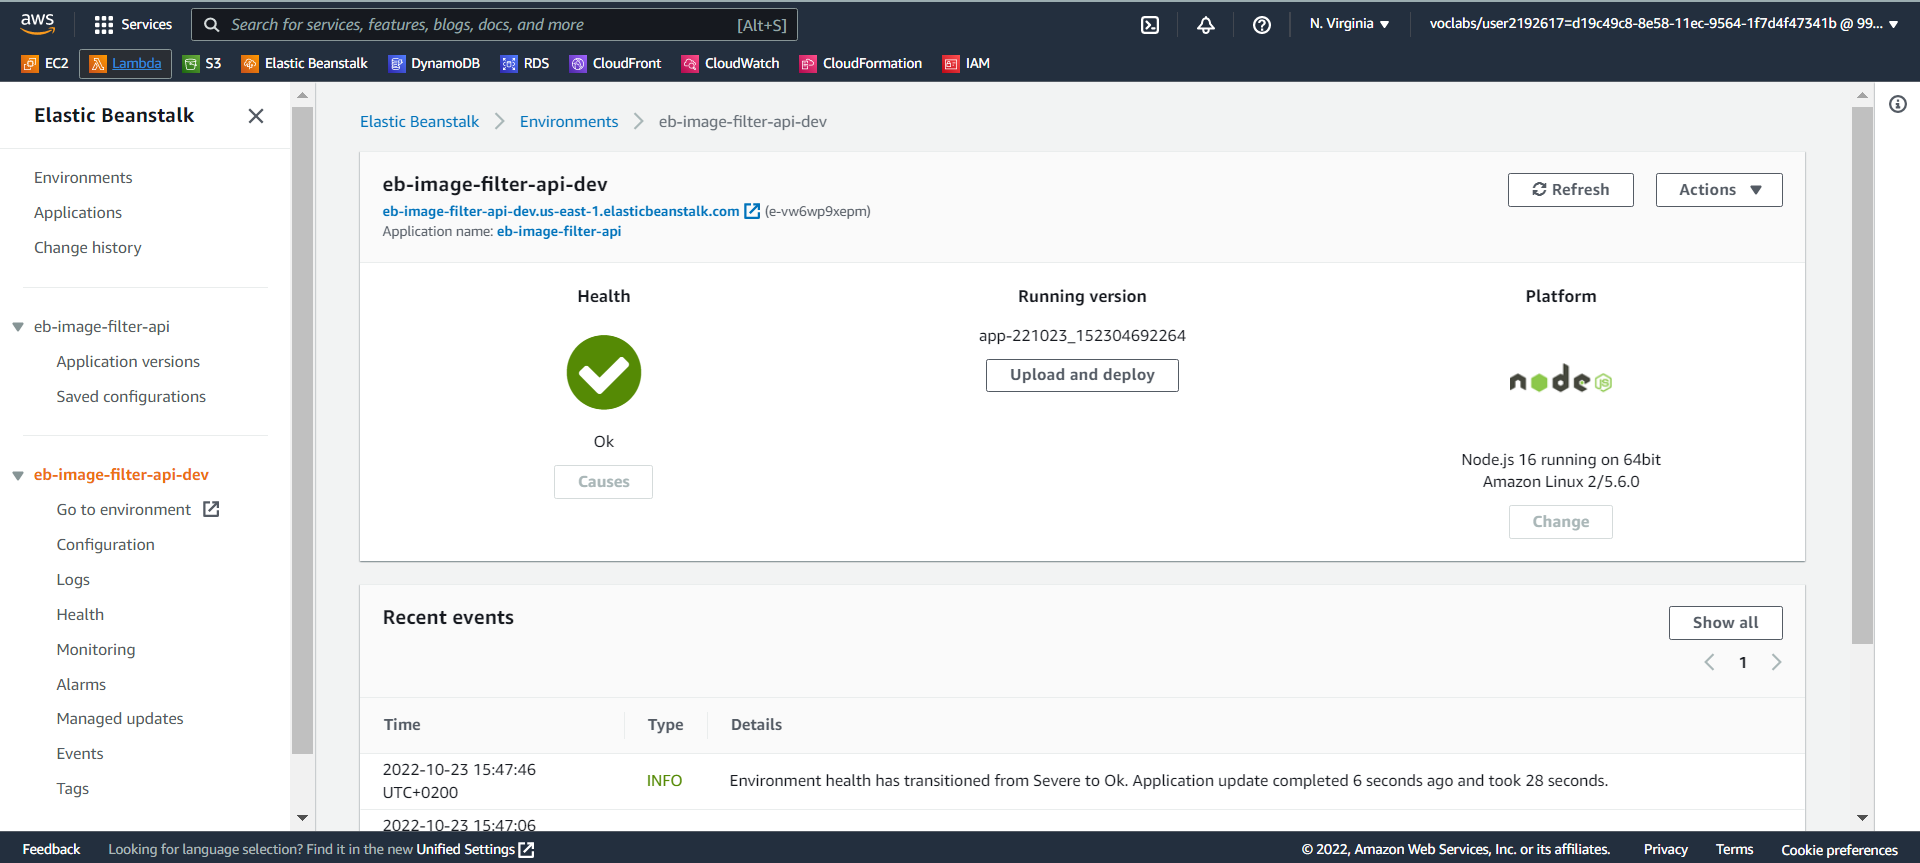 aws
Services
Search for services, features, blogs, docs, and more
[Alt+S]
N. Virginia
voclabs/user2192617=d19c49c8-8e58-11ec-9564-1f7d4f47341b @ 99...
EC2
Lambda
S3
Elastic Beanstalk
DynamoDB
RDS
CloudFront
CloudWatch
CloudFormation
IAM
Elastic Beanstalk
Environments
Applications
Change history
eb-image-filter-api
Application versions
Saved configurations
eb-image-filter-api-dev
Go to environment
Configuration
Logs
Health
Monitoring
Alarms
Managed updates
Events
Tags
Elastic Beanstalk
Environments
eb-image-filter-api-dev
eb-image-filter-api-dev
eb-image-filter-api-dev.us-east-1.elasticbeanstalk.com (e-vw6wp9xepm)
Application name: eb-image-filter-api
Refresh
Actions
Health
Ok
Causes
Running version
app-221023_152304692264
Upload and deploy
Platform
node JS
Node.js 16 running on 64bit
Amazon Linux 2/5.6.0
Change
Recent events
Show all
1
Time
Type
Details
2022-10-23 15:47:46
UTC+0200
INFO
Environment health has transitioned from Severe to Ok. Application update completed 6 seconds ago and took 28 seconds.
2022-10-23 15:47:06
Feedback
Looking for language selection? Find it in the new Unified Settings
© 2022, Amazon Web Services, Inc. or its affiliates.
Privacy
Terms
Cookie preferences